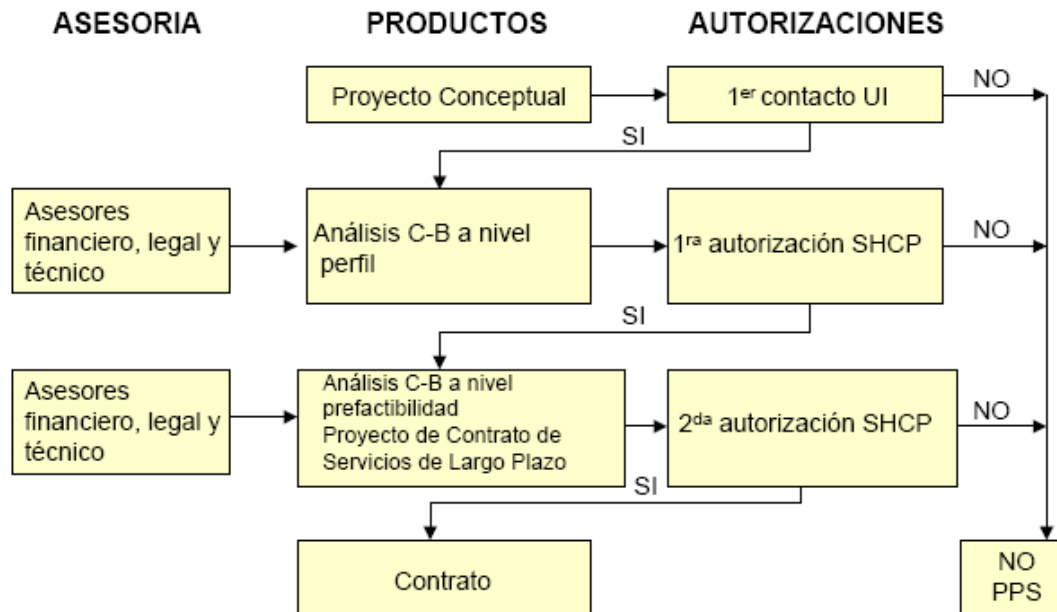 ASESORIA
PRODUCTOS
AUTORIZACIONES
Proyecto Conceptual
1er contacto UI
NO
SI
Asesores
financiero, legal y
técnico
Análisis C-B a nivel
perfil
1ra autorización SHCP
NO
SI
Asesores
financiero, legal y
técnico
Análisis C-B a nivel
prefactibilidad
Proyecto de Contrato de
Servicios de Largo Plazo
2da autorización SHCP
NO
SI
Contrato
NO
PPS